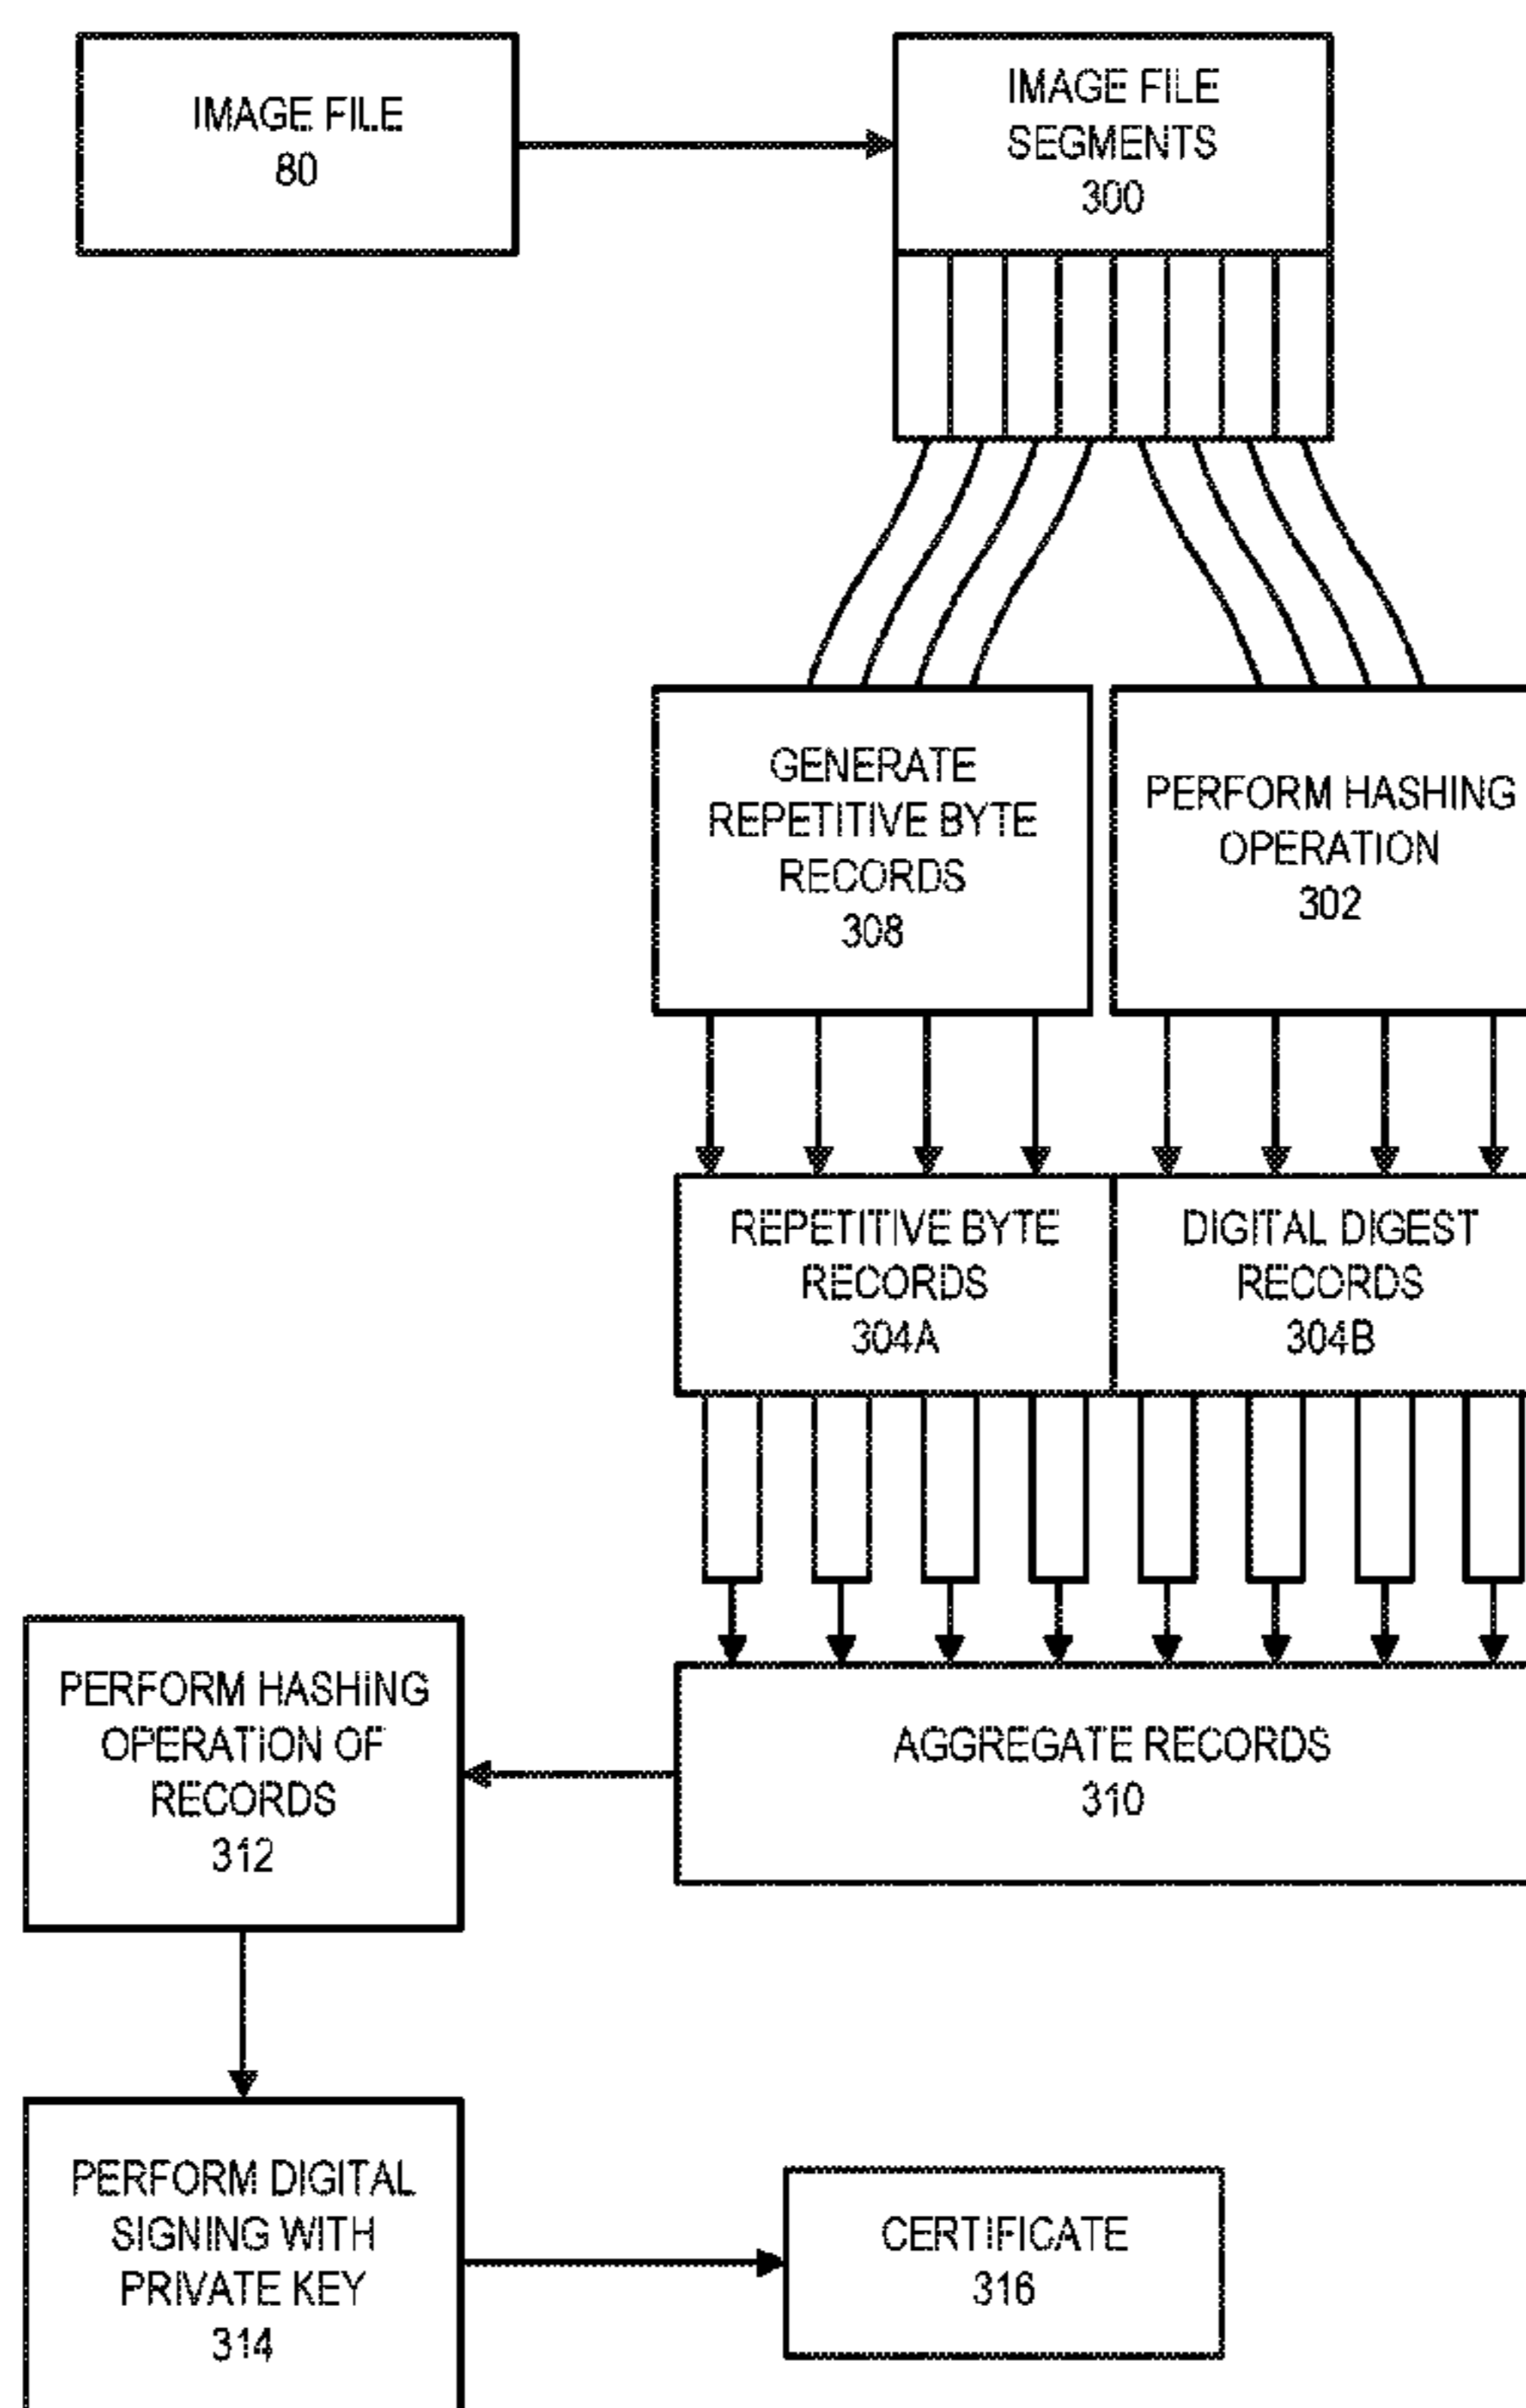 IMAGE FILE
80
IMAGE FILE
SEGMENTS
300
GENERATE
REPETITIVE BYTE
RECORDS
308
PERFORM HASHING
OPERATION
302
REPETITIVE BYTE
RECORDS
304A
DIGITAL DIGEST
RECORDS
304B
AGGREGATE RECORDS
310
PERFORM HASHING
OPERATION OF
RECORDS
312
PERFORM DIGITAL
SIGNING WITH
PRIVATE KEY
314
CERTIFICATE
316